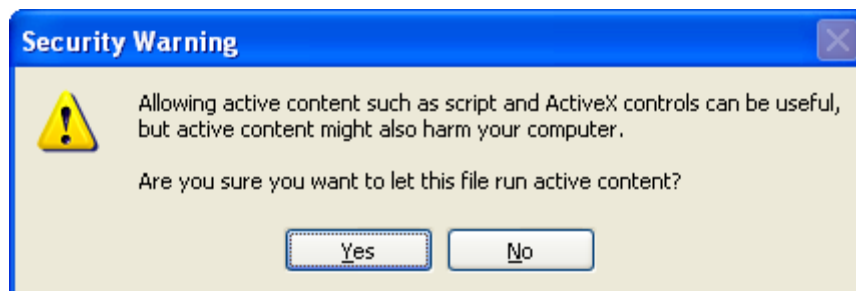 Security Warning
Allowing active content such as script and ActiveX controls can be useful,
but active content might also harm your computer.
Are you sure you want to let this file run active content?
Yes
No